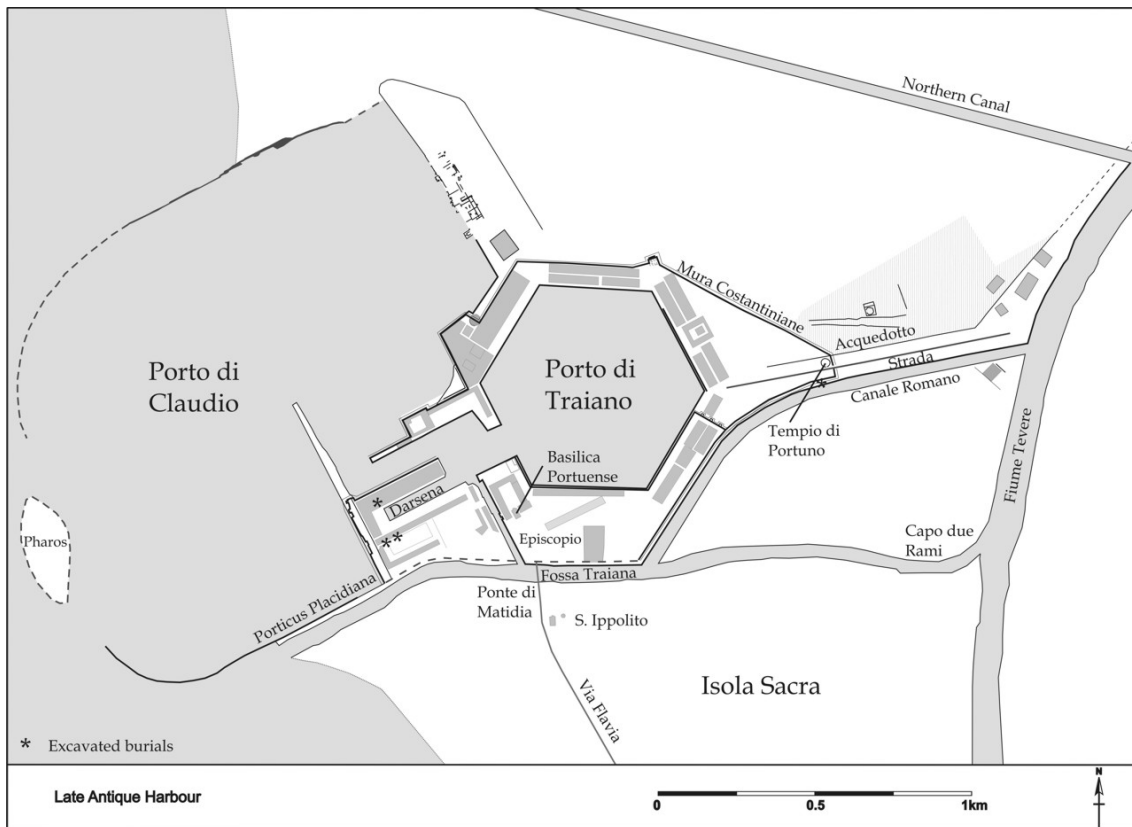 Northern Canal
Mura Costantiniane
Acquedotto
Strada
Canale Romano
Porto di
Claudio
Porto di
Traiano
Tempio di
Portuno
Fiume Tevere
Basilica
Portuense
*
Darsena
**
*
Pharos
Episcopio
Capo due
Rami
Fossa Traiana
Porticus Placidiana
Ponte di
Matidia
S. Ippolito
Via Flavia
Isola Sacra
* Excavated burials
Late Antique Harbour
0 0.5 1km
N